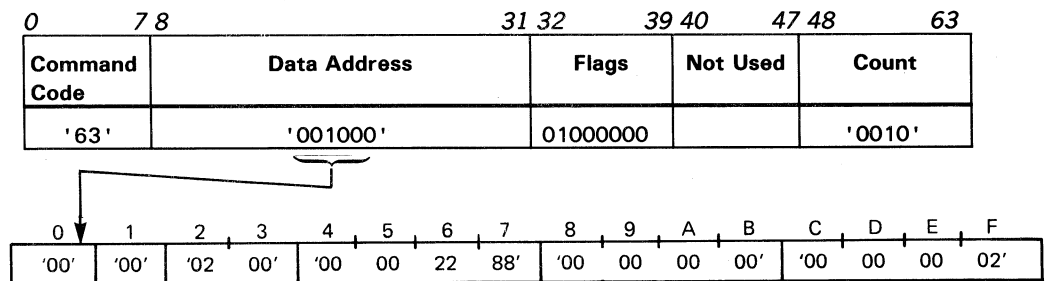 0 7 8 31 32 39 40 47 48 63
Command Code Data Address Flags Not Used Count
'63' '001000' 01000000 '0010'
0 1 2 3 4 5 6 7 8 9 A B C D E F
'00' '00' '02 00' '00 00 22 88' '00 00 00 00' '00 00 00 02'